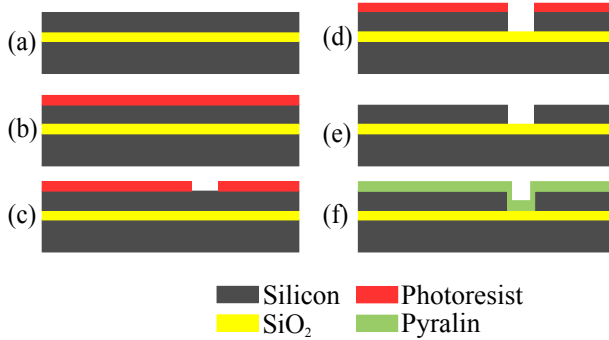 (a)
(b)
(c)
(d)
(e)
(f)
Silicon
Photoresist
SiO₂
Pyralin